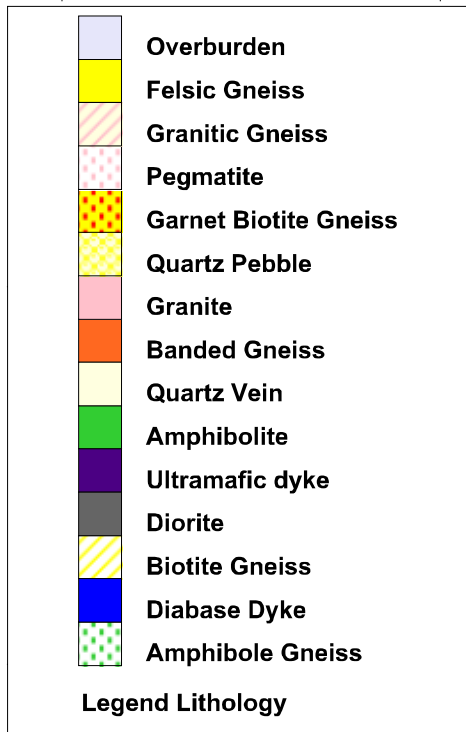 Overburden
Felsic Gneiss
Granitic Gneiss
Pegmatite
Garnet Biotite Gneiss
Quartz Pebble
Granite
Banded Gneiss
Quartz Vein
Amphibolite
Ultramafic dyke
Diorite
Biotite Gneiss
Diabase Dyke
Amphibole Gneiss
Legend Lithology